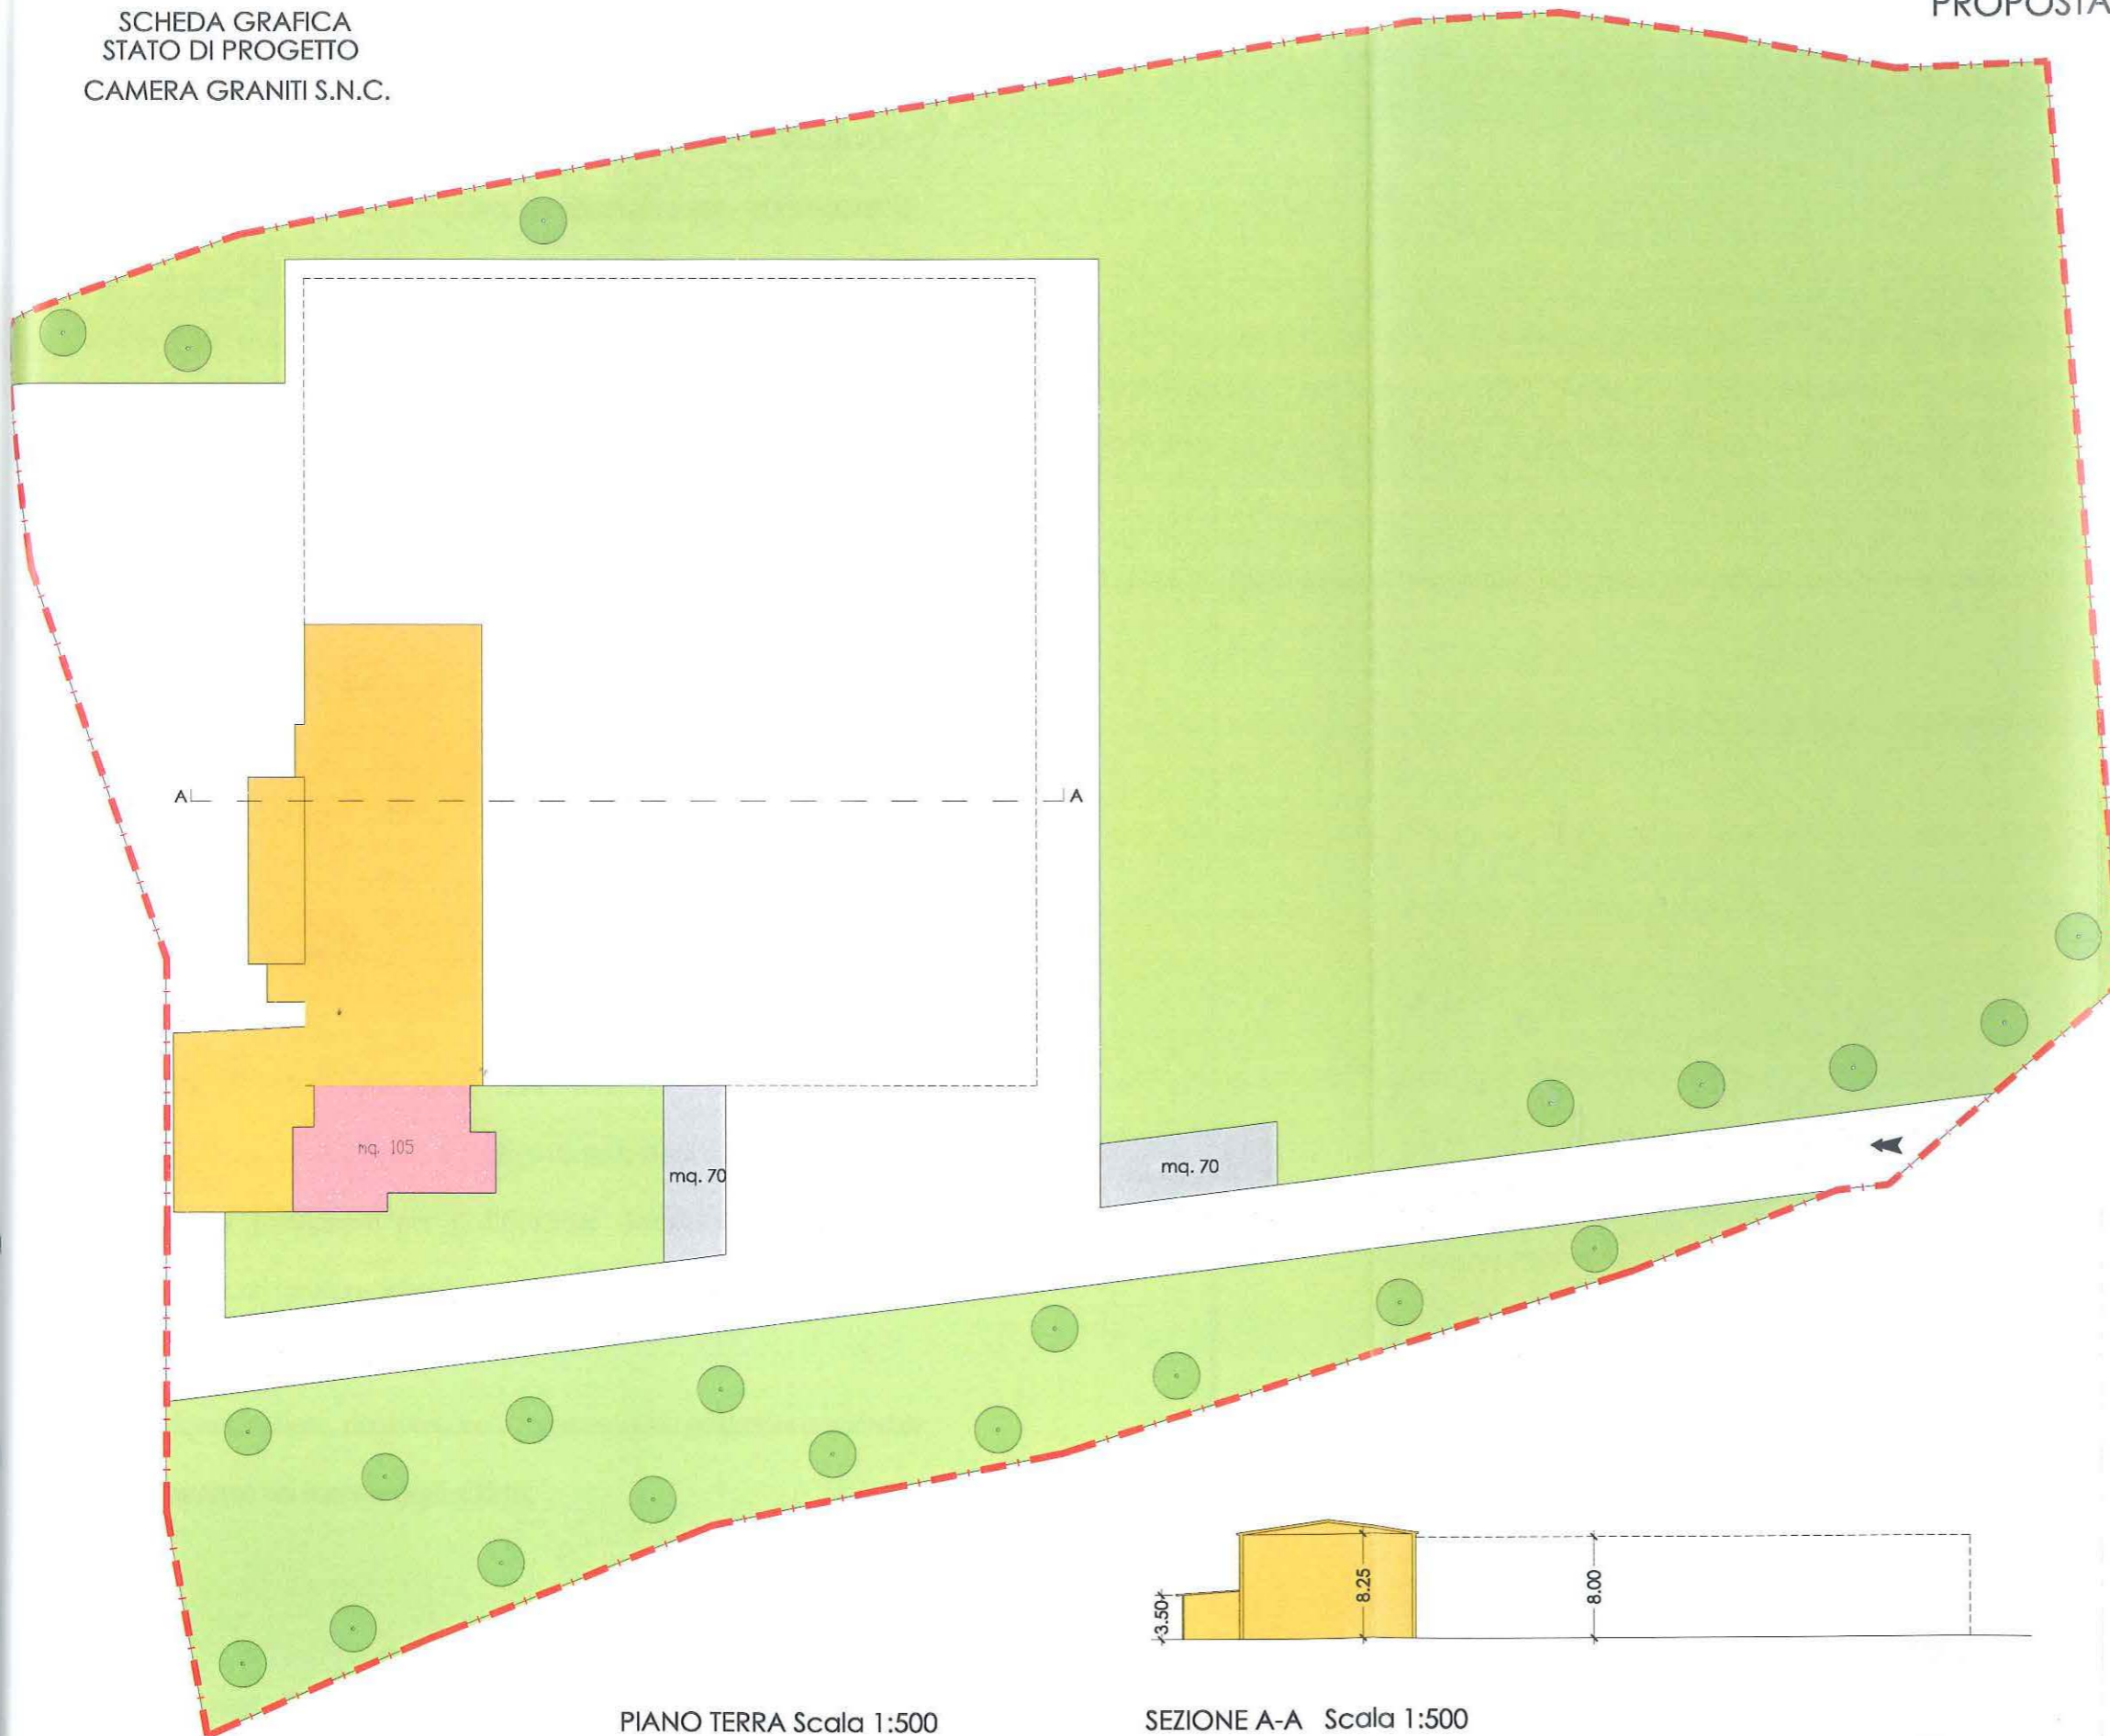 SCHEDA GRAFICA
STATO DI PROGETTO
CAMERA GRANITI S.N.C.
PROPOSTA
A
A
mq. 105
mq. 70
mq. 70
3.50
8.25
8.00
PIANO TERRA Scala 1:500
SEZIONE A-A Scala 1:500